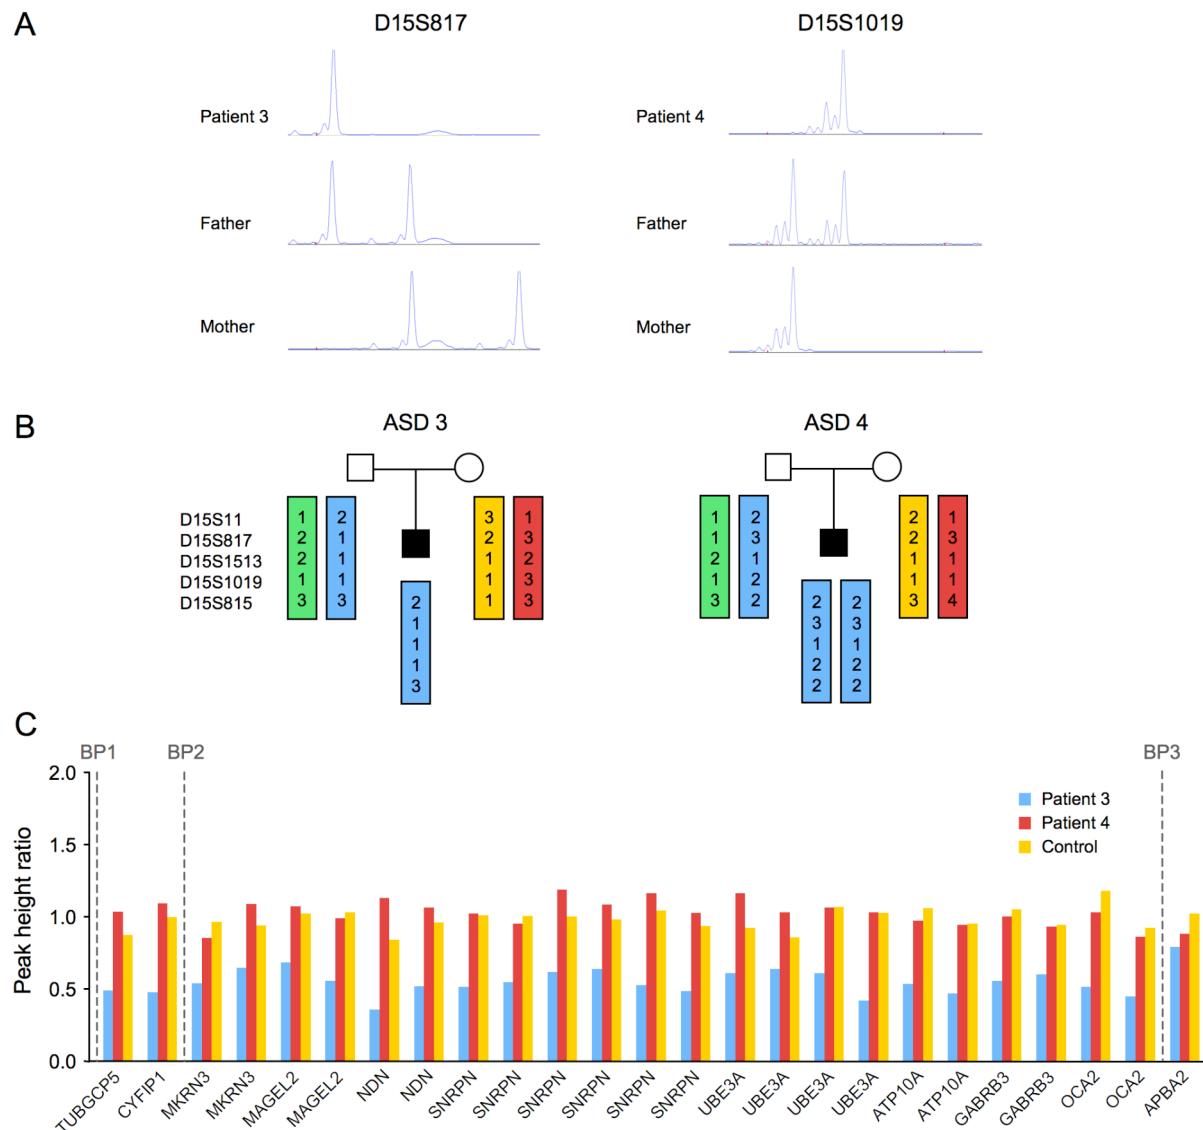 A
D15S817
D15S1019
Patient 3
Patient 4
Father
Father
Mother
Mother
B
ASD 3
ASD 4
D15S11
D15S817
D15S1513
D15S1019
D15S815
1 2 3 1
2 1 2 3
2 1 1 2
1 1 1 3
3 3 1 3
2
1
1
1
3
1 2 2 1
1 3 2 3
2 1 1 1
1 2 1 1
3 2 3 4
2 2
3 3
1 1
2 2
2 2
C
BP1
BP2
BP3
Peak height ratio
2.0
1.5
1.0
0.5
0.0
Patient 3
Patient 4
Control
TUBGCP5
CYFIP1
MKRN3
MKRN3
MAGEL2
MAGEL2
NDN
NDN
SNRPN
SNRPN
SNRPN
SNRPN
SNRPN
SNRPN
UBE3A
UBE3A
UBE3A
UBE3A
ATP10A
ATP10A
GABRB3
GABRB3
OCA2
OCA2
APBA2